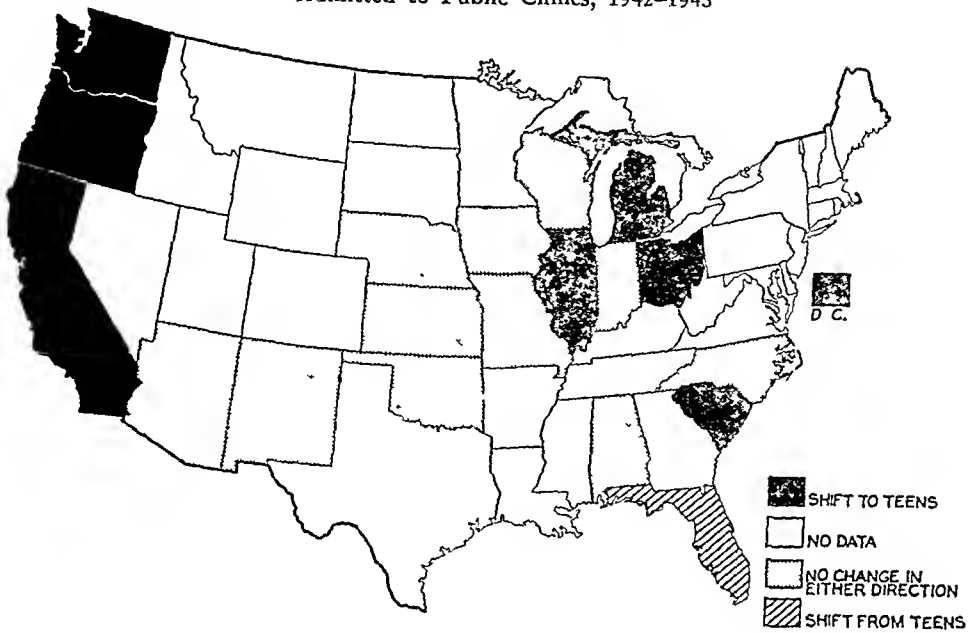 Admitted to Public Clinics, 1942–1943
D C.
SHIFT TO TEENS
NO DATA
NO CHANGE IN
EITHER DIRECTION
SHIFT FROM TEENS